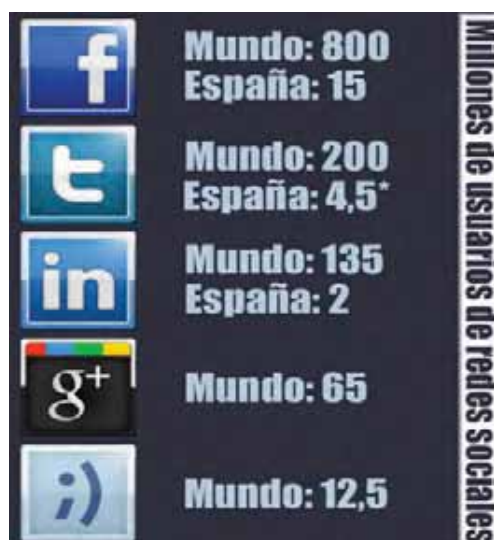 f
Mundo: 800
España: 15
t
Mundo: 200
España: 4,5*
in
Mundo: 135
España: 2
g+
Mundo: 65
;)
Mundo: 12,5
Millones de usuarios de redes sociales